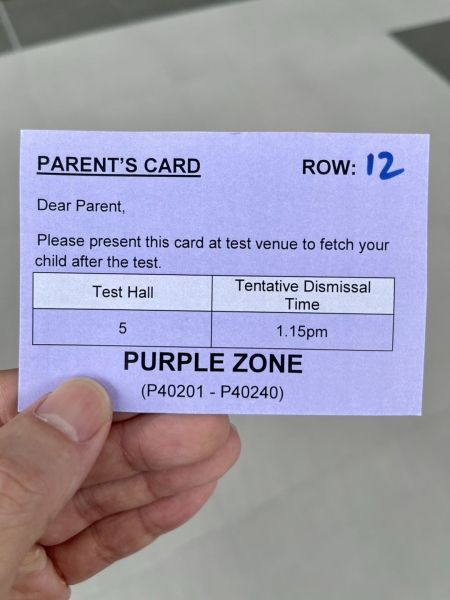 PARENT'S CARD ROW: 12
Dear Parent,
Please present this card at test venue to fetch your
child after the test.
Test Hall Tentative Dismissal
Time
5 1.15pm
PURPLE ZONE
(P40201 - P40240)